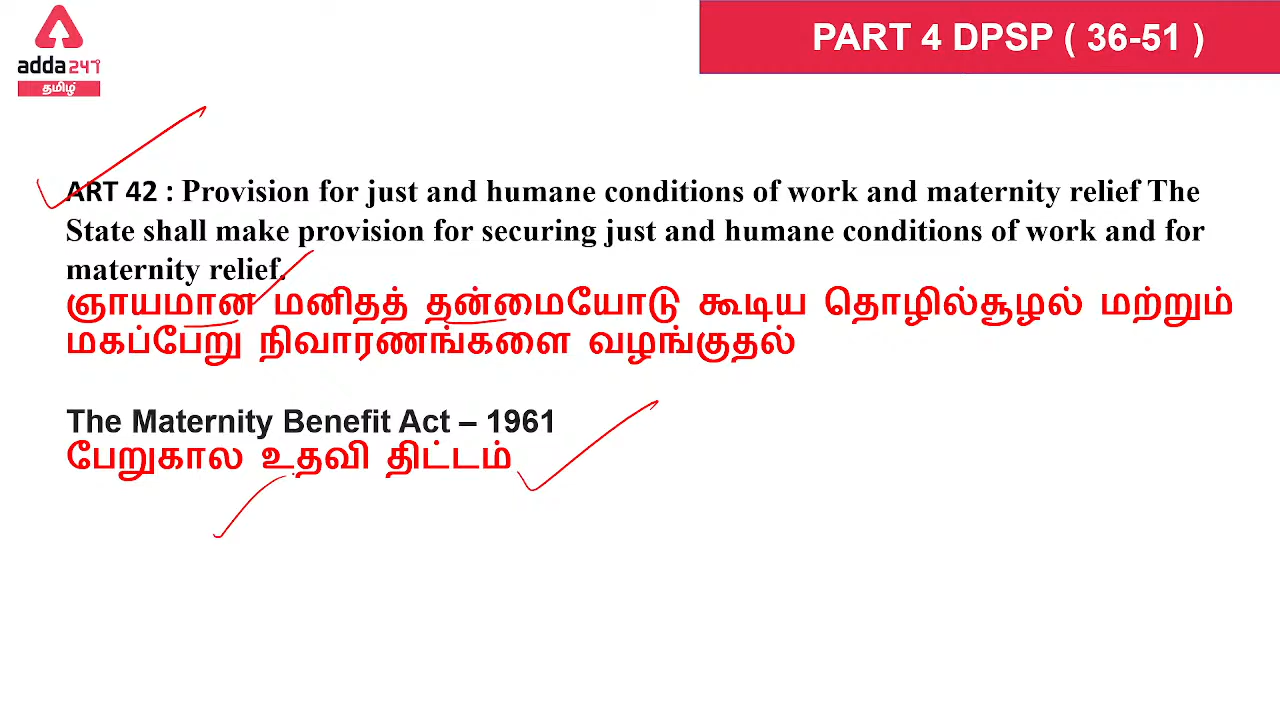 adda247
தமிழ்
PART 4 DPSP ( 36-51 )
ART 42 : Provision for just and humane conditions of work and maternity relief The
State shall make provision for securing just and humane conditions of work and for
maternity relief.
ஞாயமான மனிதத் தன்மையோடு கூடிய தொழில்சூழல் மற்றும்
மகப்பேறு நிவாரணங்களை வழங்குதல்
The Maternity Benefit Act – 1961
பேறுகால உதவி திட்டம்